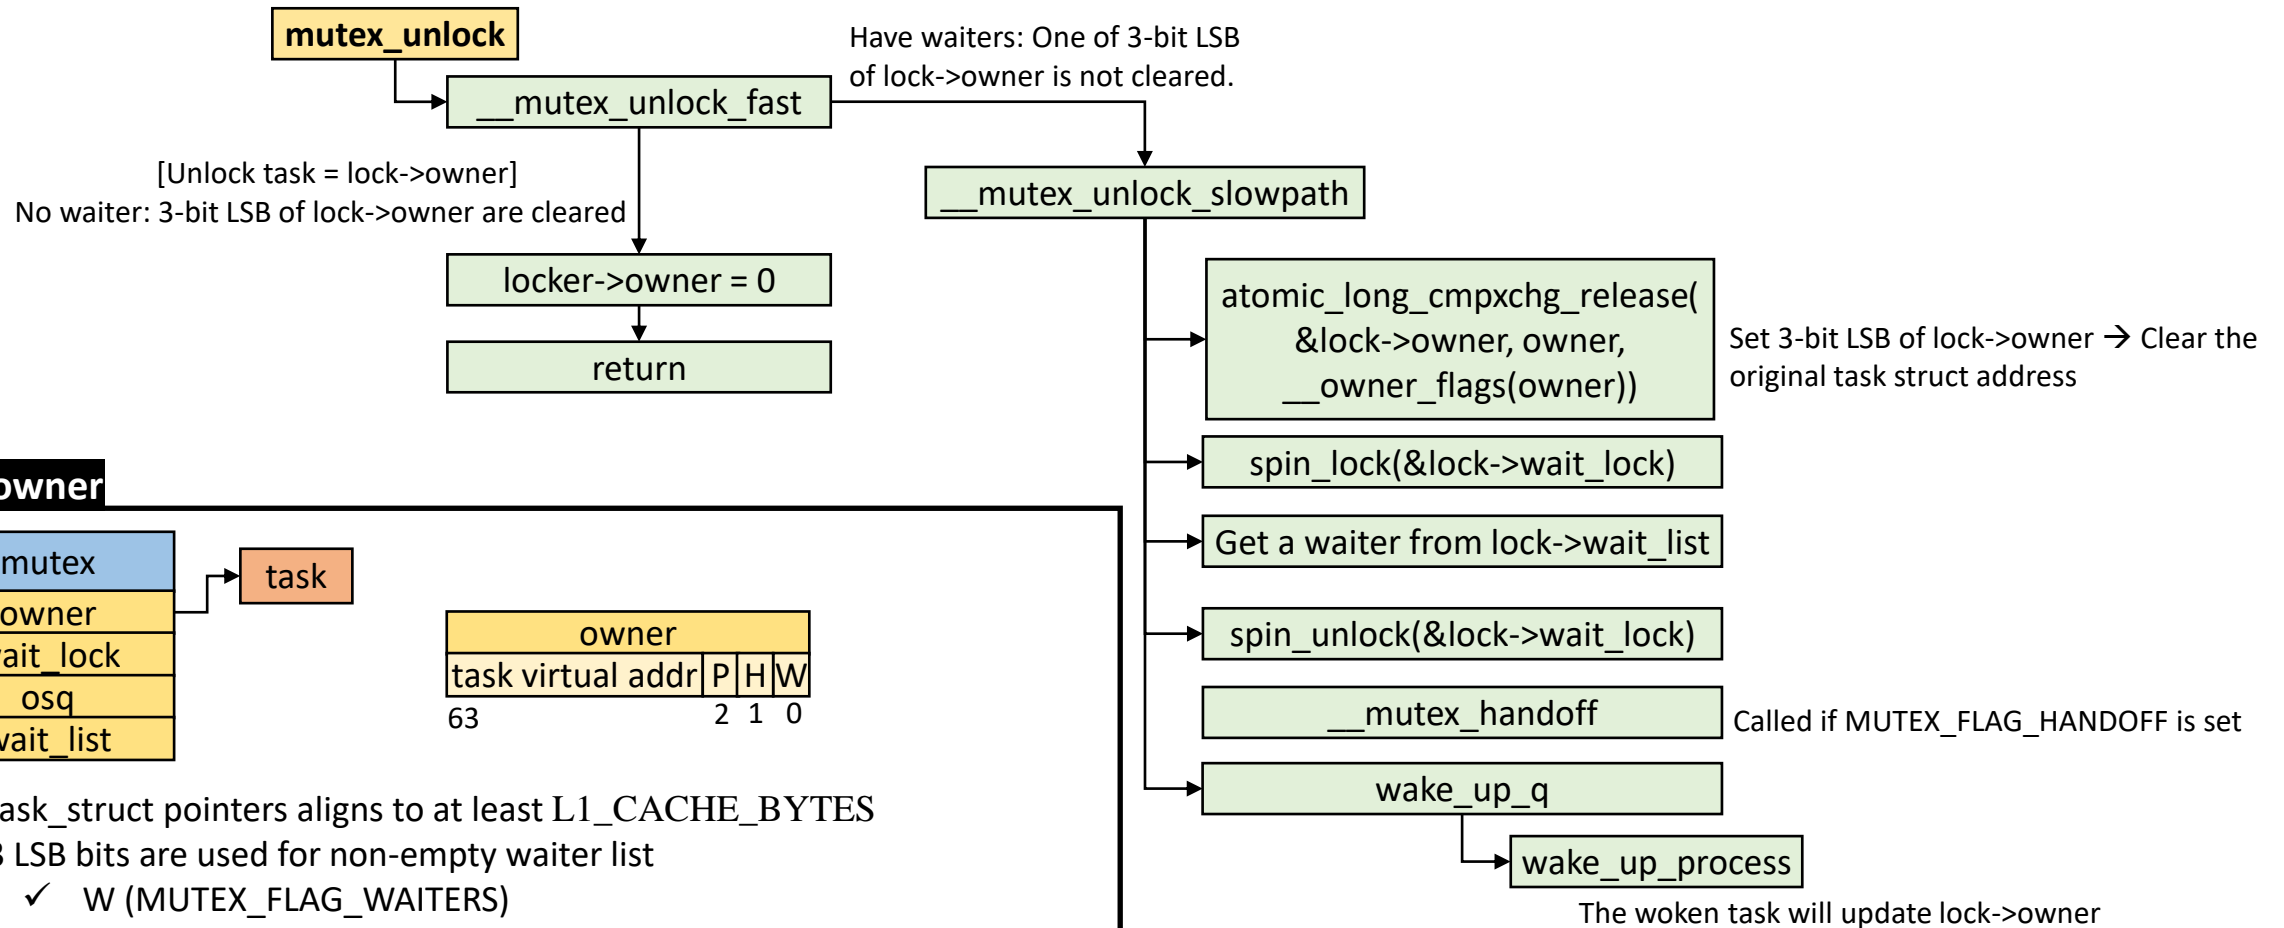 mutex_unlock
Have waiters: One of 3-bit LSB
of lock->owner is not cleared.
__mutex_unlock_fast
[Unlock task = lock->owner]
No waiter: 3-bit LSB of lock->owner are cleared
__mutex_unlock_slowpath
locker->owner = 0
return
atomic_long_cmpxchg_release(
&lock->owner, owner,
__owner_flags(owner))
Set 3-bit LSB of lock->owner → Clear the
original task struct address
spin_lock(&lock->wait_lock)
Get a waiter from lock->wait_list
spin_unlock(&lock->wait_lock)
__mutex_handoff
Called if MUTEX_FLAG_HANDOFF is set
wake_up_q
wake_up_process
The woken task will update lock->owner
owner
mutex
task
owner
wait_lock
osq
wait_list
owner
task virtual addr P H W
63 2 1 0
task_struct pointers aligns to at least L1_CACHE_BYTES
3 LSB bits are used for non-empty waiter list
✓ W (MUTEX_FLAG_WAITERS)